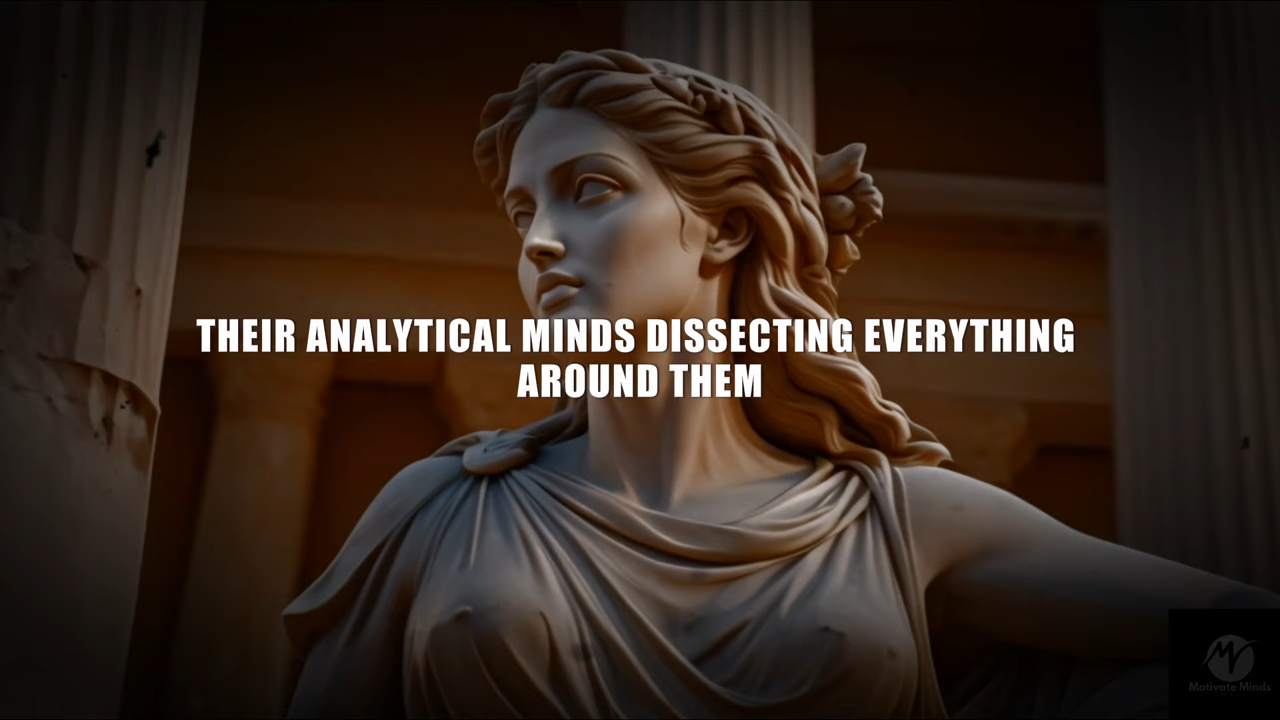 THEIR ANALYTICAL MINDS DISSECTING EVERYTHING
AROUND THEM
Motivate Minds